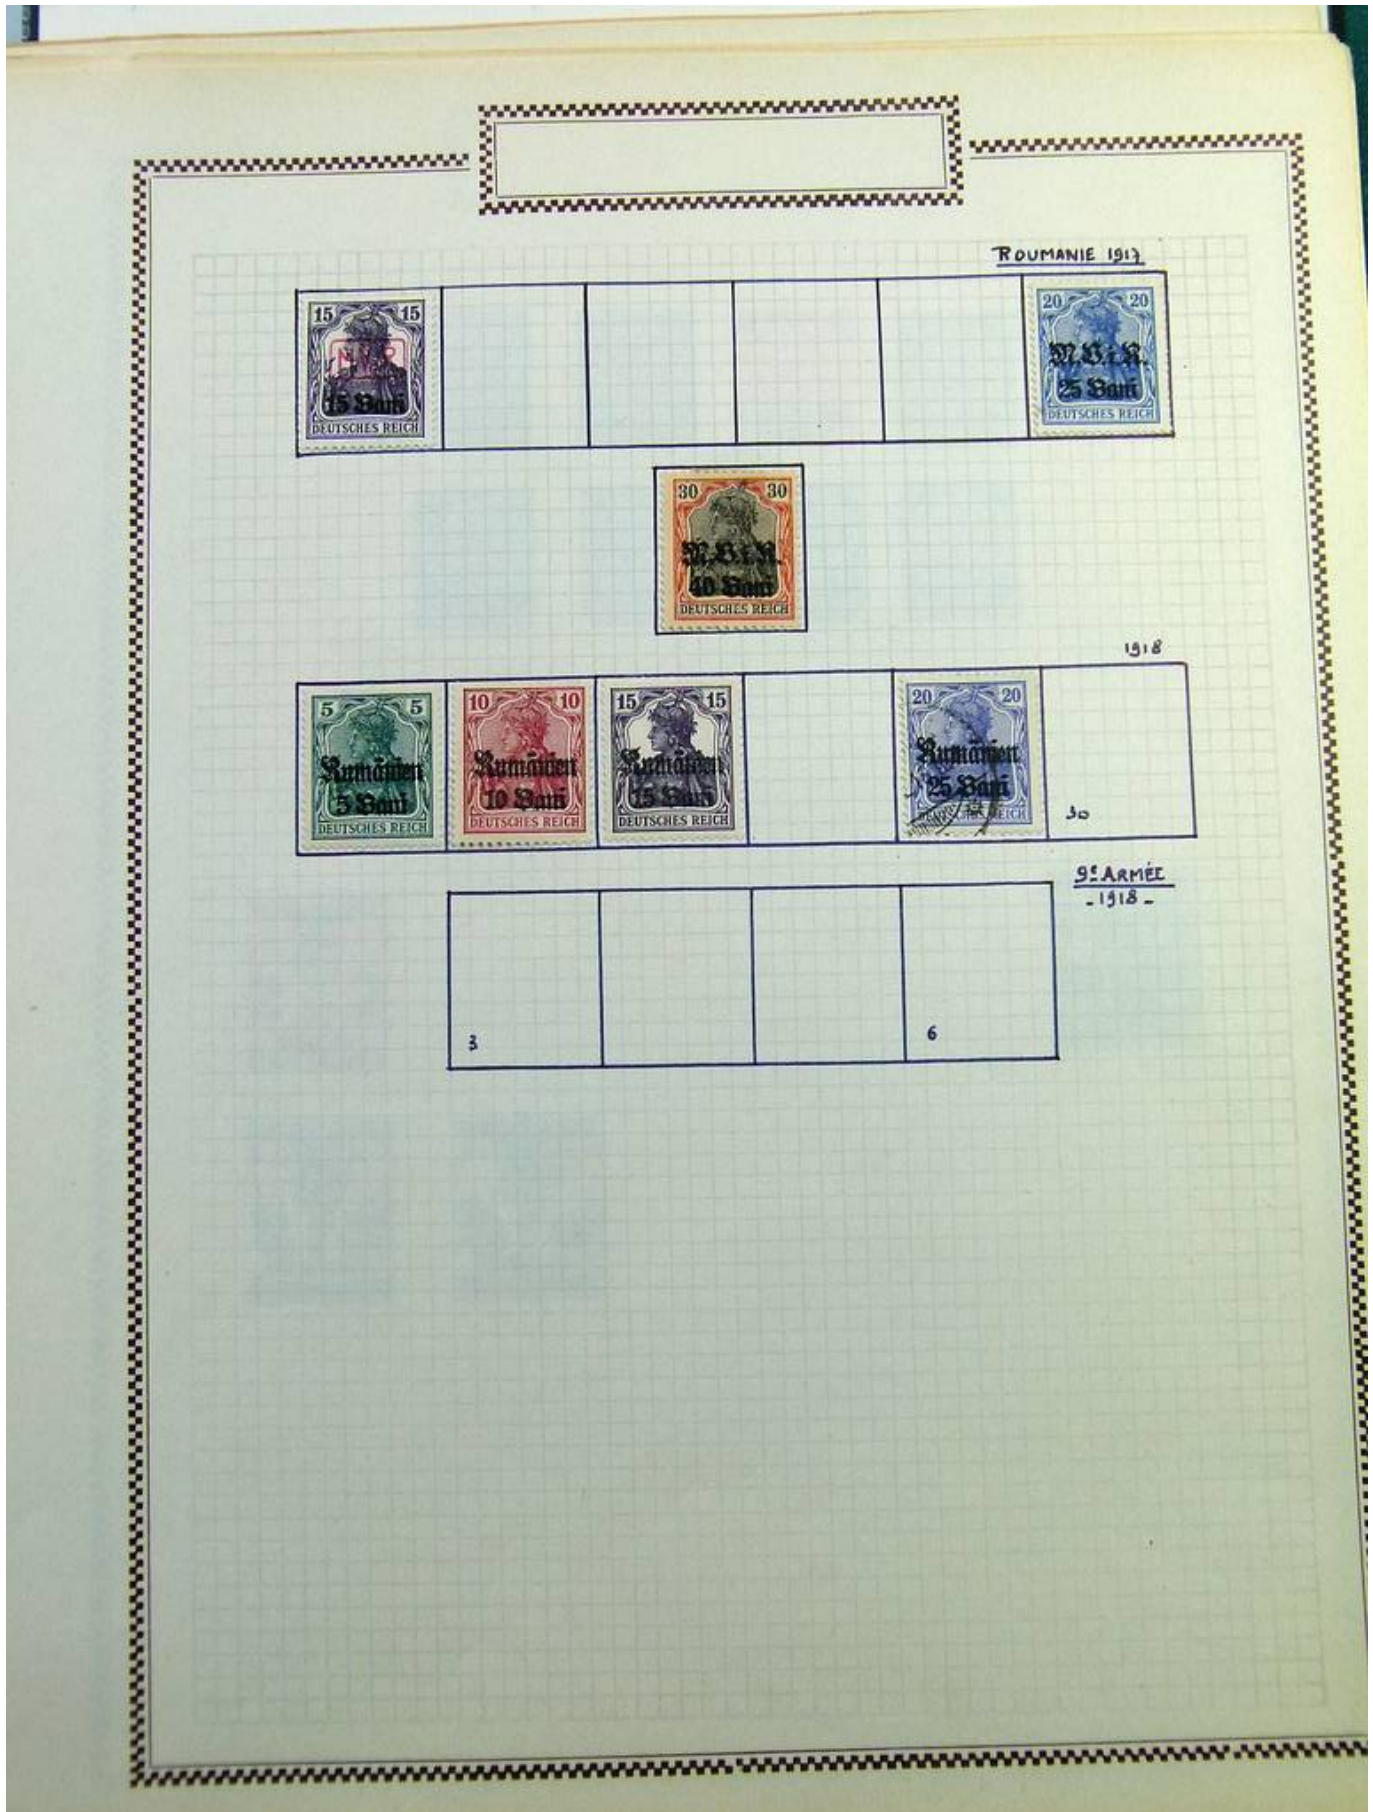 ROUMANIE 1917
15 15
15 Bani
DEUTSCHES REICH
20 20
M.V.i.R.
25 Bani
DEUTSCHES REICH
30 30
M.V.i.R.
40 Bani
DEUTSCHES REICH
1918
5 5
Rumänien
5 Bani
DEUTSCHES REICH
10 10
Rumänien
10 Bani
DEUTSCHES REICH
15 15
Rumänien
15 Bani
DEUTSCHES REICH
20 20
Rumänien
25 Bani
REICH
30
9e ARMÉE
- 1918 -
3
6